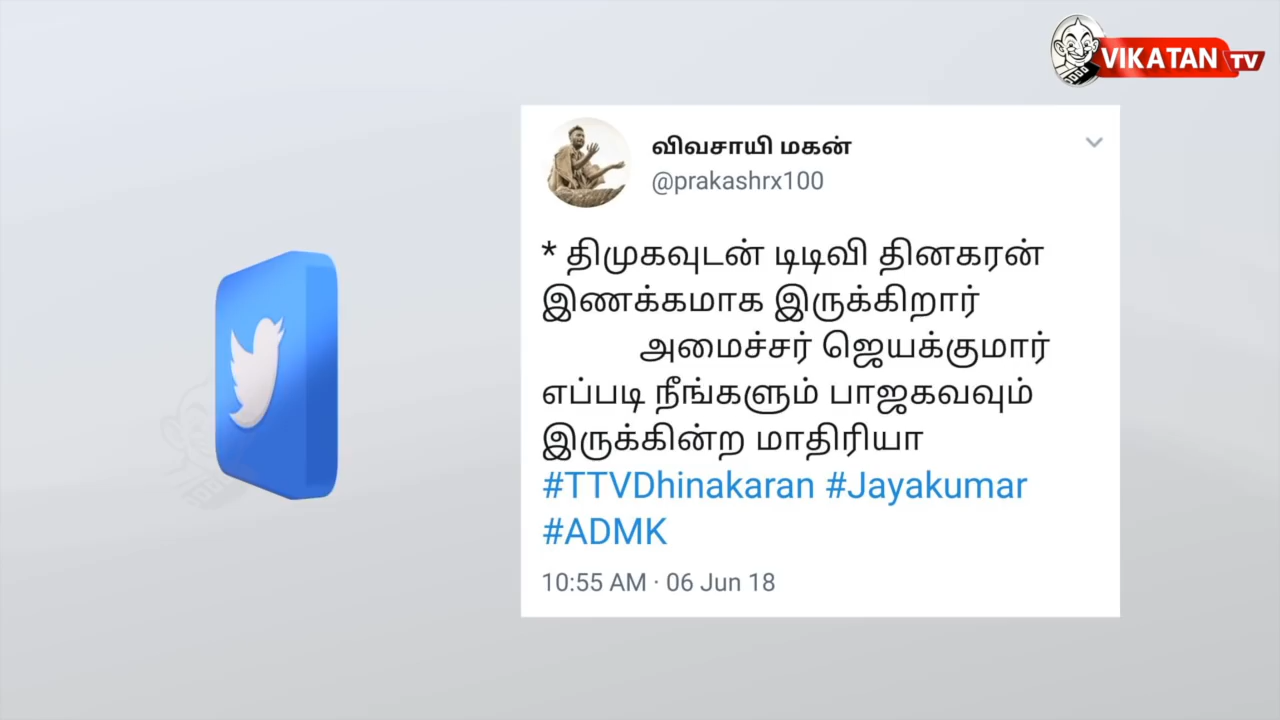 VIKATAN TV
விவசாயி மகன்
@prakashrx100
* திமுகவுடன் டிடிவி தினகரன்
இணக்கமாக இருக்கிறார்
அமைச்சர் ஜெயக்குமார்
எப்படி நீங்களும் பாஜகவவும்
இருக்கின்ற மாதிரியா
#TTVDhinakaran #Jayakumar
#ADMK
10:55 AM · 06 Jun 18